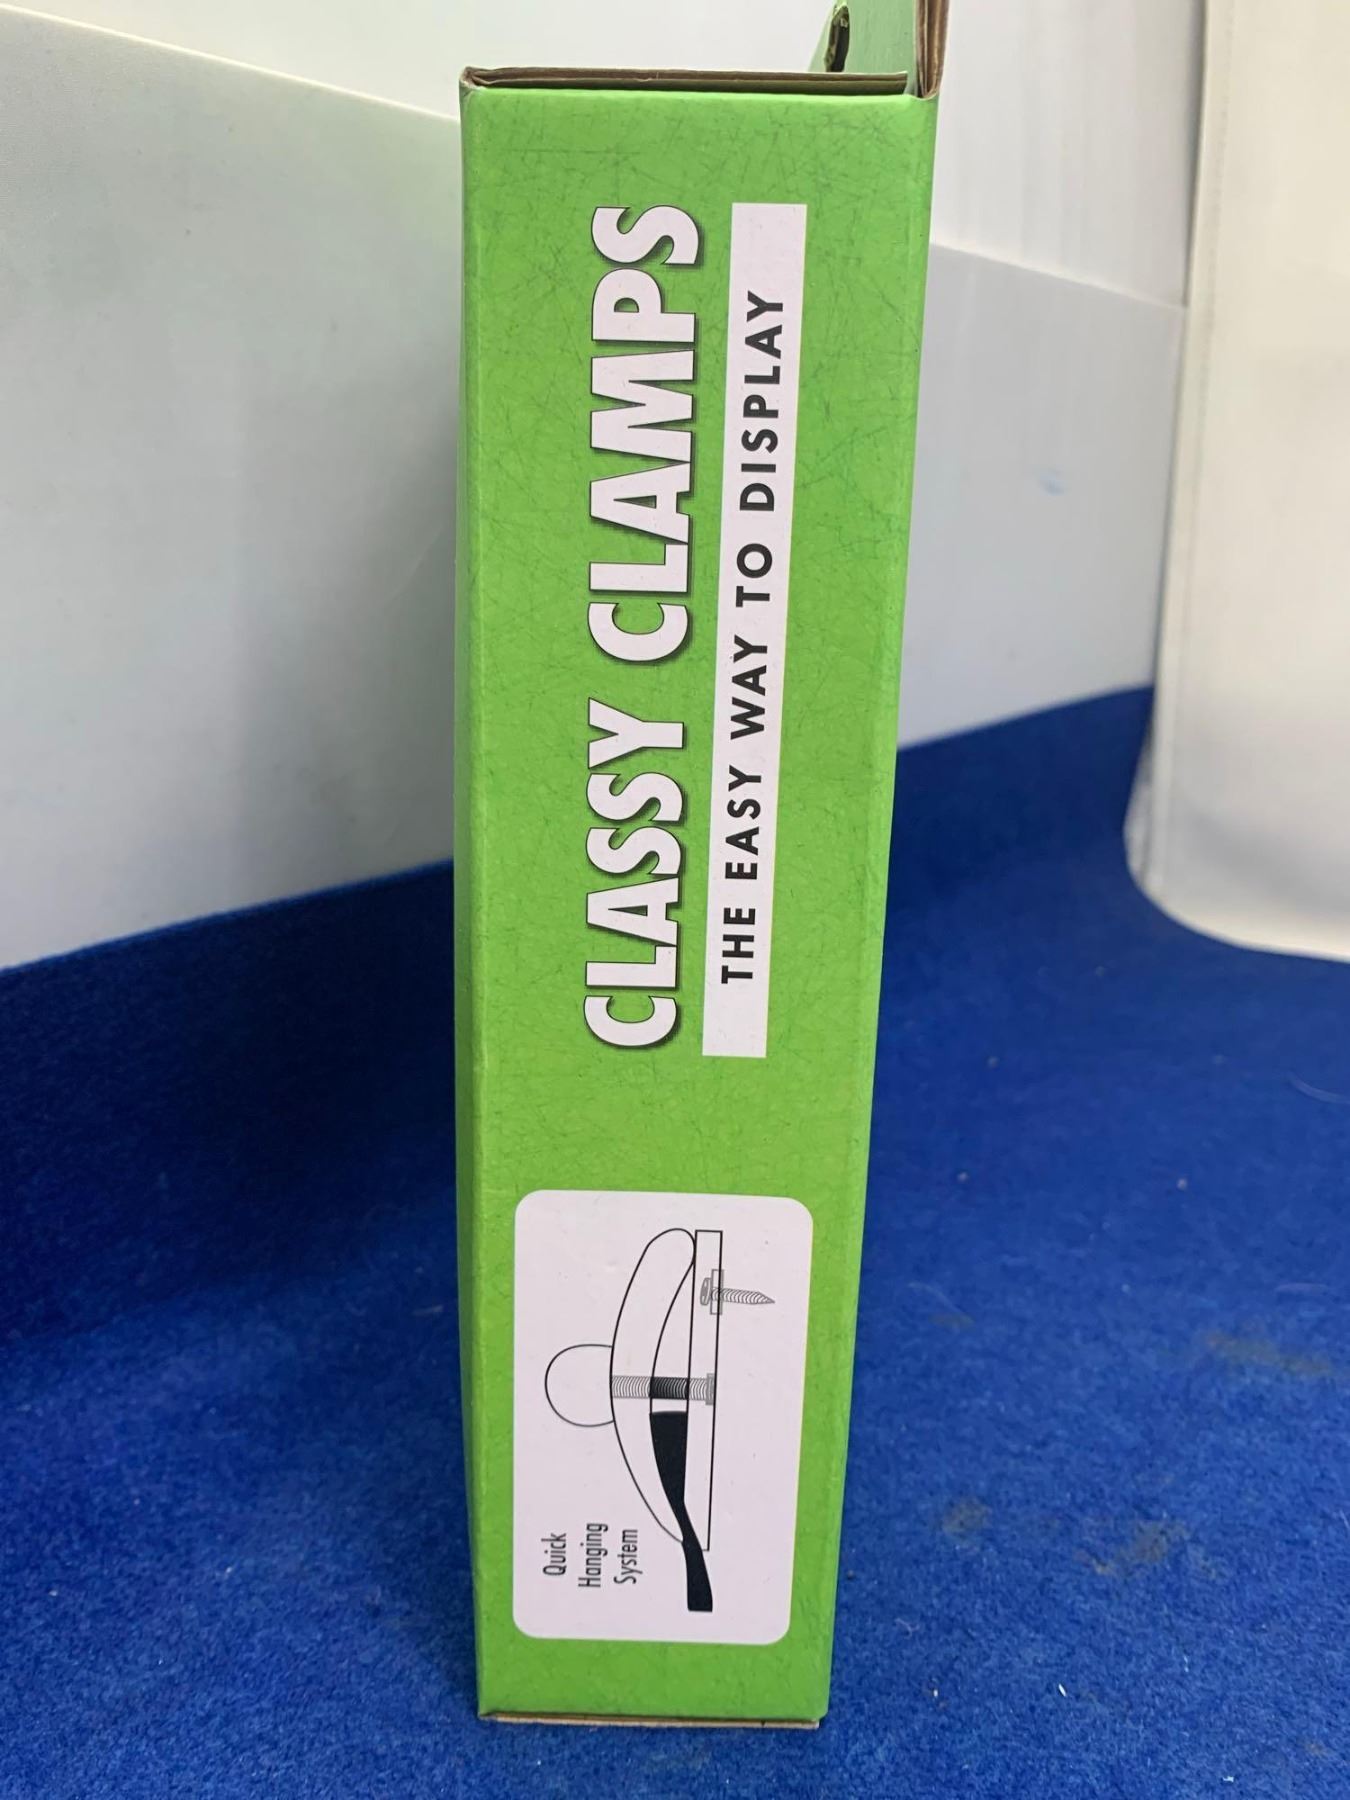 CLASSY CLAMPS
THE EASY WAY TO DISPLAY
Quick
Hanging
System